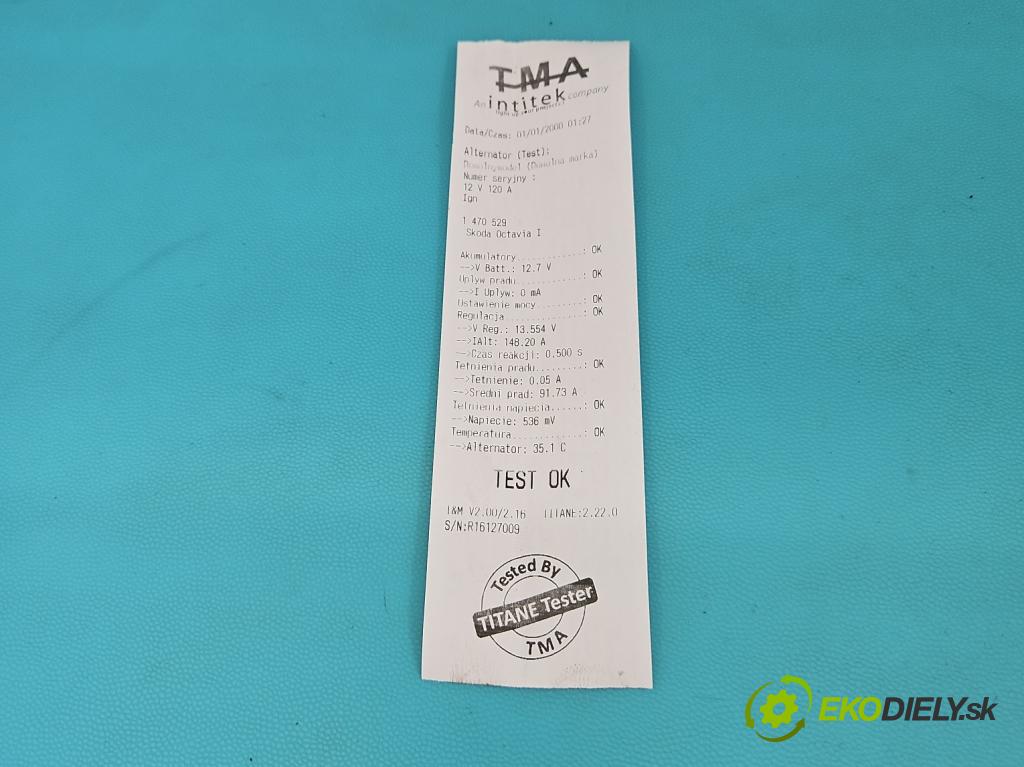 TMA
An intitek company
light up your projects
Data/Czas: 01/01/2000 01:27
Alternator (Test):
Dowolnymodel (Dowolna marka)
Numer seryjny :
12 V 120 A
Ign
1 470 529
Skoda Octavia I
Akumulatory..............: OK
-->V Batt.: 12.7 V
Uplyw pradu..............: OK
-->I Uplyw: 0 mA
Ustawienie mocy..........: OK
Regulacja................: OK
-->V Reg.: 13.554 V
-->IAlt: 148.20 A
-->Czas reakcji: 0.500 s
Tetnienia pradu..........: OK
-->Tetnienie: 0.05 A
-->Sredni prad: 91.73 A
Tetnienia napiecia.......: OK
-->Napiecie: 536 mV
Temperatura..............: OK
-->Alternator: 35.1 C
TEST OK
I&M V2.00/2.16 TITANE:2.22.0
S/N:R16127009
Tested By
TITANE Tester
TMA
EKODIELY.sk